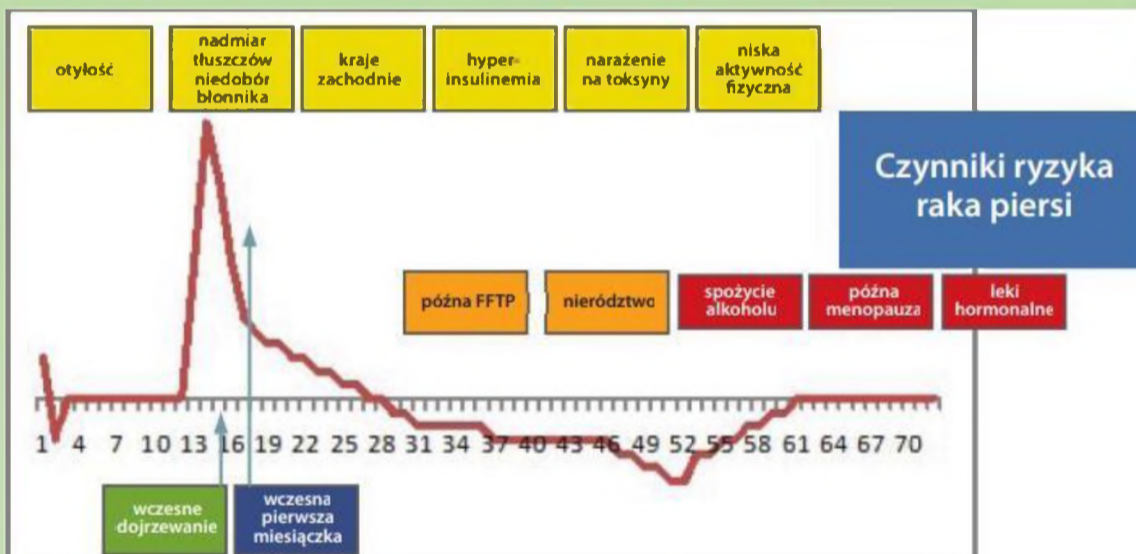 otyłość
nadmiar
tłuszczów
niedobór
błonnika
kraje
zachodnie
hyper-
insulinemia
narażenie
na toksyny
niska
aktywność
fizyczna
Czynniki ryzyka
raka piersi
późna FFTP
nierództwo
spożycie
alkoholu
późna
menopauza
leki
hormonalne
1 4 7 10 13 16 19 22 25 28 31 34 37 40 43 46 49 52 55 58 61 64 67 70
wczesne
dojrzewanie
wczesna
pierwsza
miesiączka